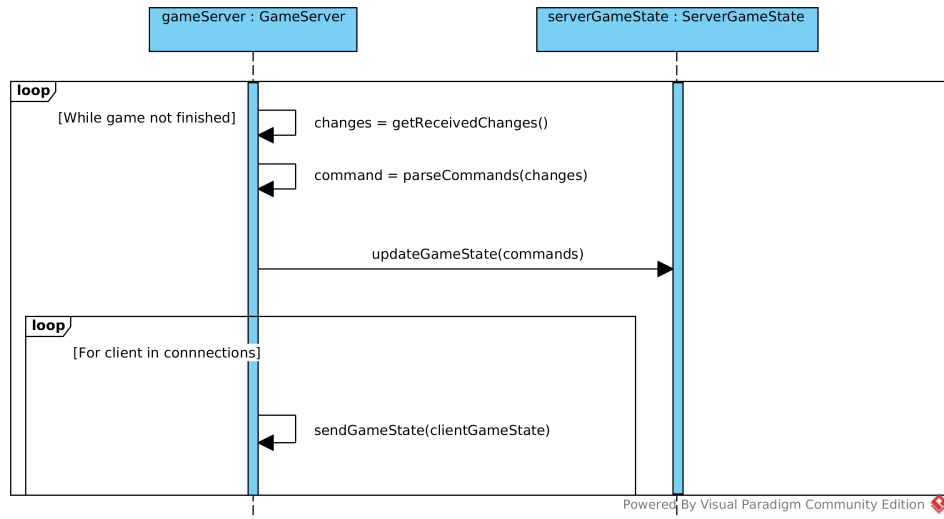 gameServer : GameServer
serverGameState : ServerGameState
loop
[While game not finished]
changes = getReceivedChanges()
command = parseCommands(changes)
updateGameState(commands)
loop
[For client in connnections]
sendGameState(clientGameState)
Powered By Visual Paradigm Community Edition